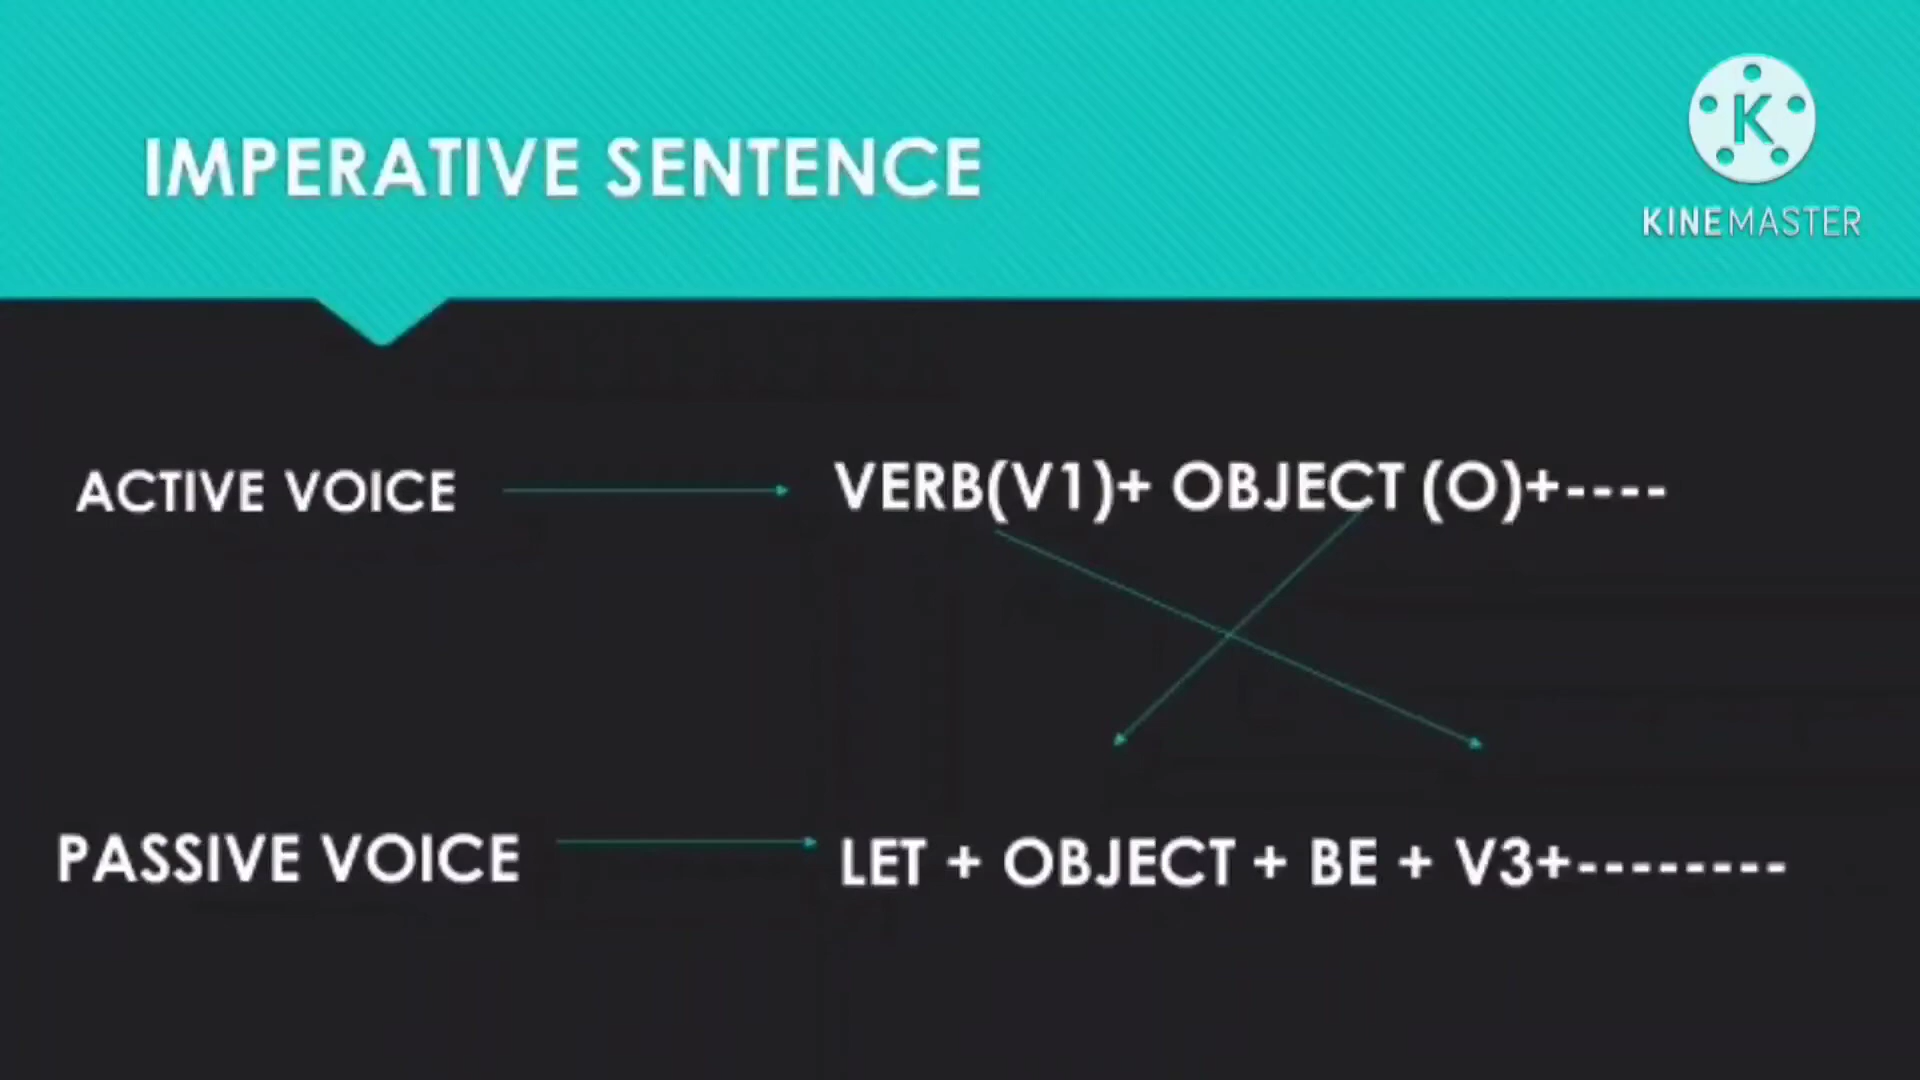 IMPERATIVE SENTENCE
K
KINEMASTER
ACTIVE VOICE VERB(V1)+ OBJECT (O)+----
PASSIVE VOICE LET + OBJECT + BE + V3+--------